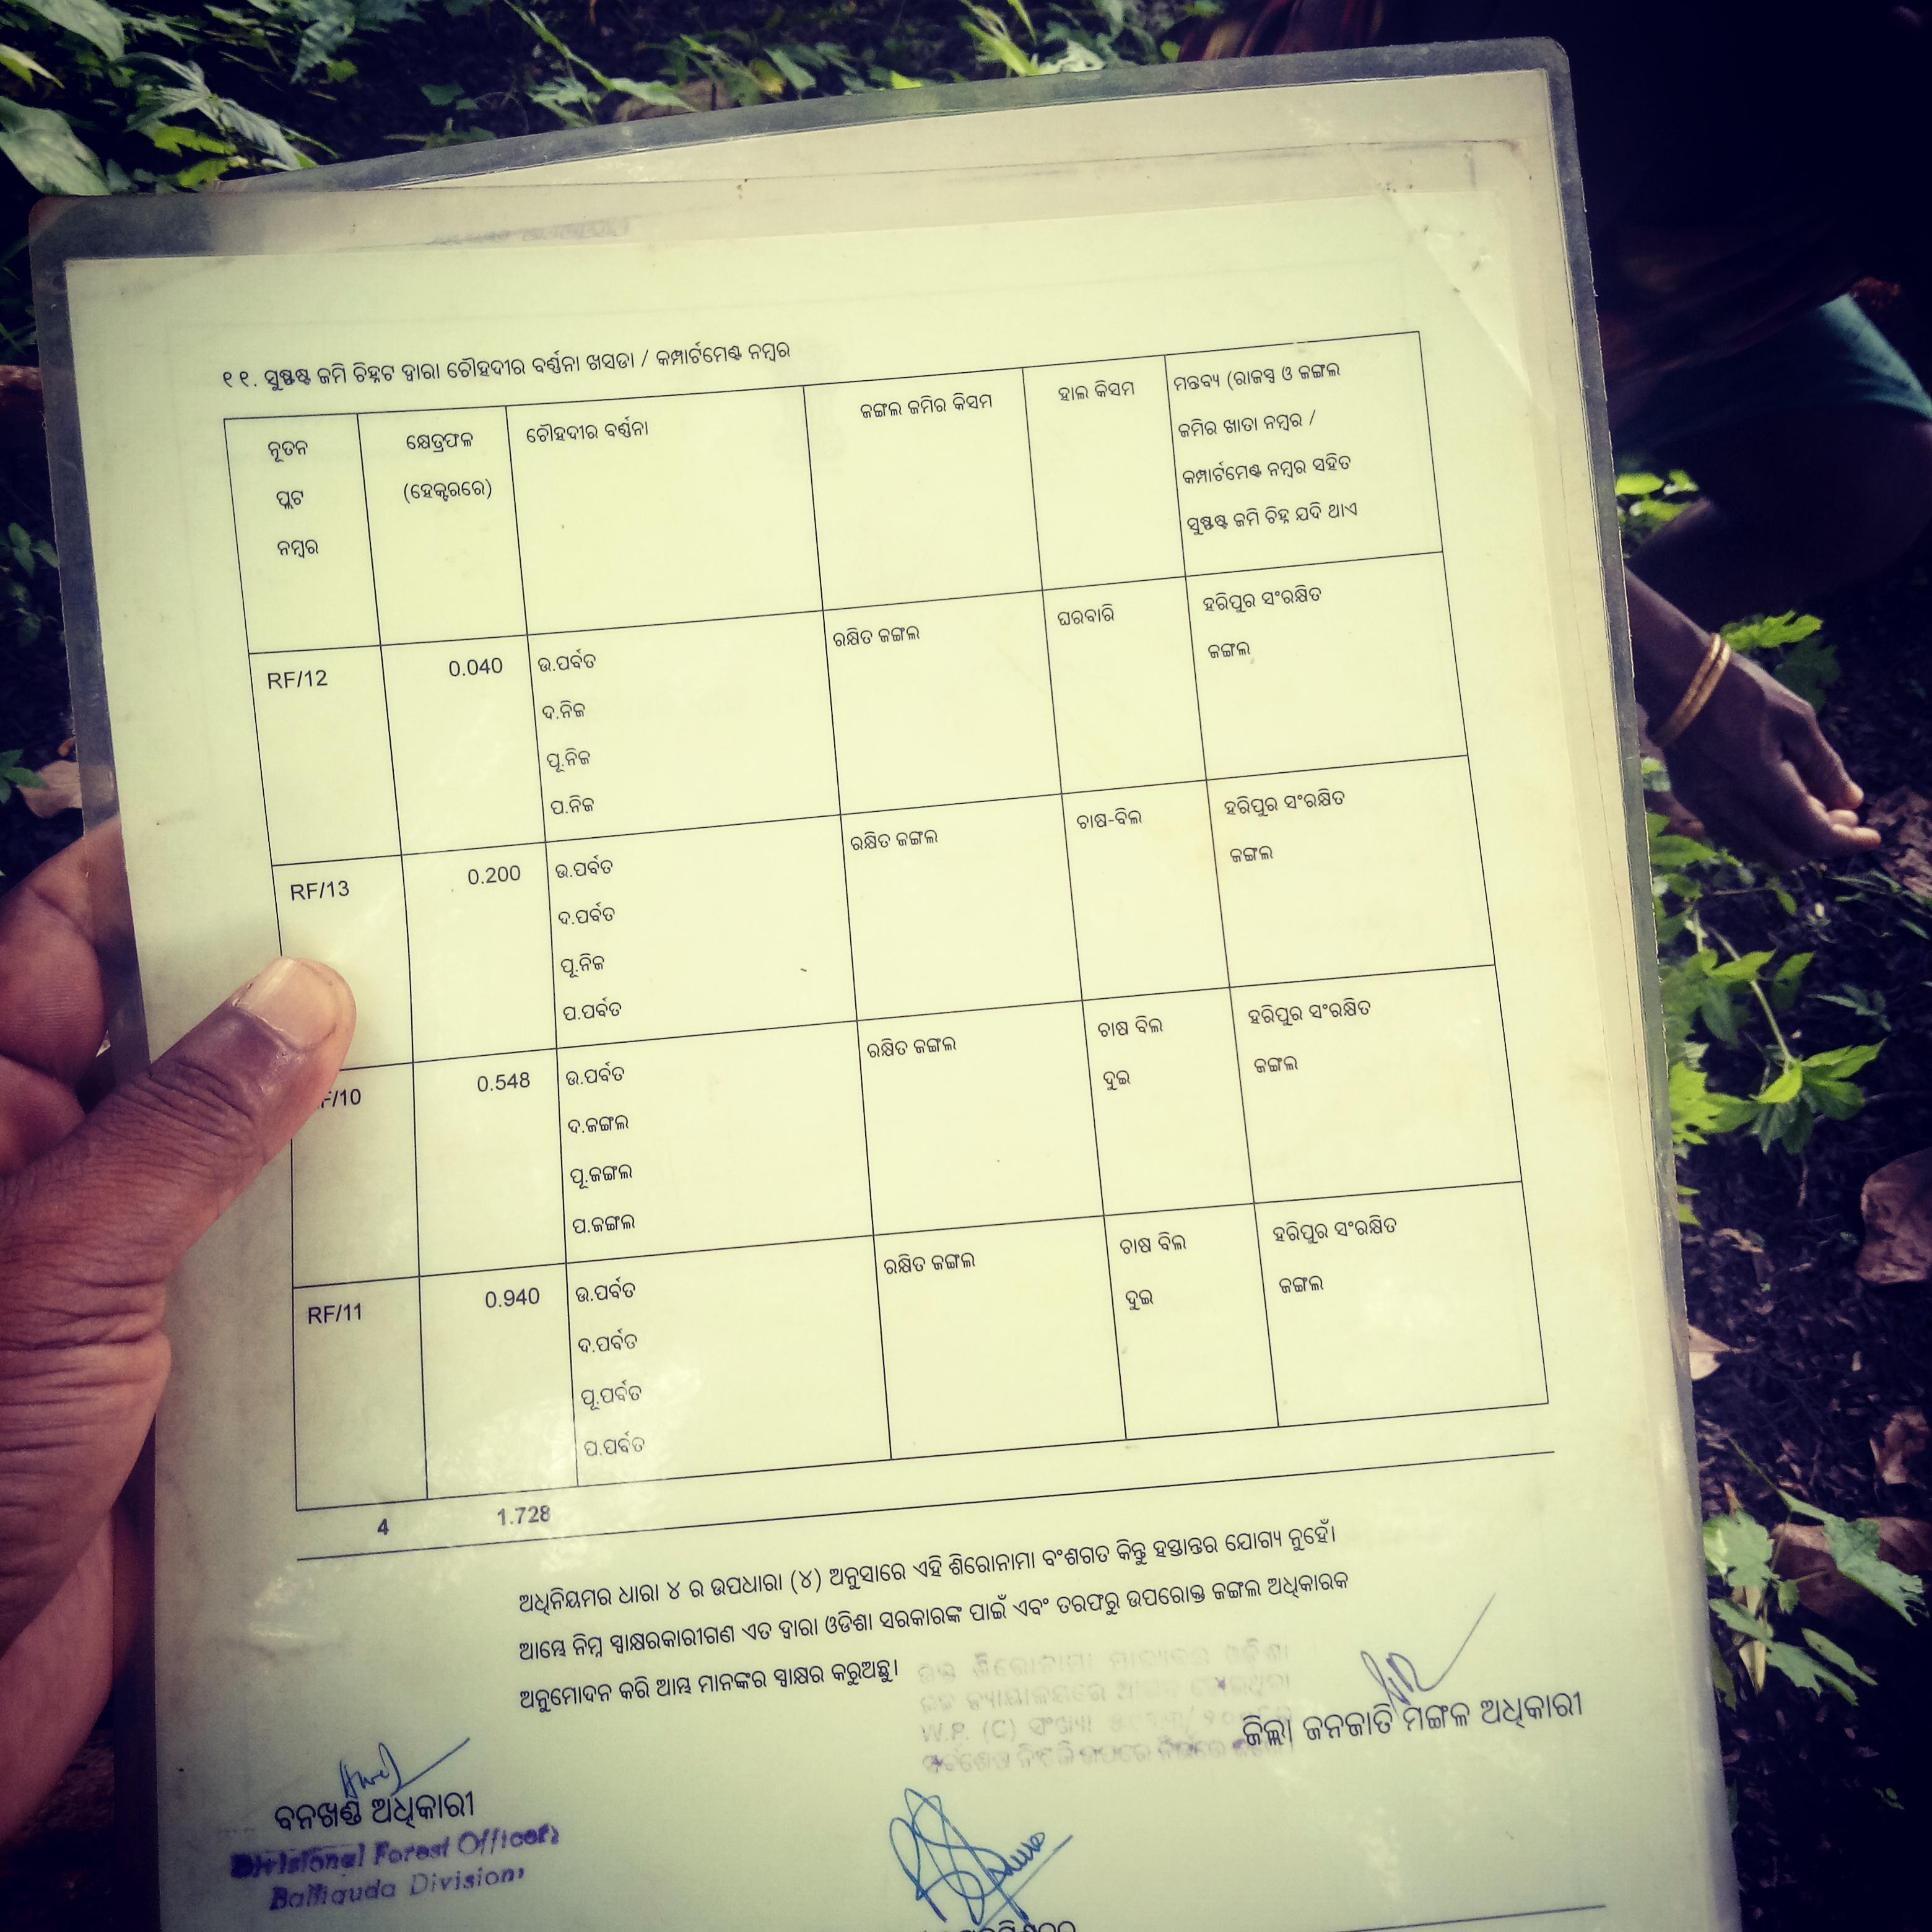 ୧୧. ସୁଷ୍ପଷ୍ଟ ଜମି ଚିହ୍ନଟ ଦ୍ୱାରା ଚୌହଦୀର ବର୍ଣ୍ଣନା ଖସଡା / କମ୍ପାର୍ଟମେଣ୍ଟ ନମ୍ବର
ନୂତନ
ପ୍ଲଟ
ନମ୍ବର
କ୍ଷେତ୍ରଫଳ
(ହେକ୍ଟରରେ)
ଚୌହଦୀର ବର୍ଣ୍ଣନା
ଜଙ୍ଗଲ ଜମିର କିସମ
ହାଲ କିସମ
ମନ୍ତବ୍ୟ (ରାଜସ୍ୱ ଓ ଜଙ୍ଗଲ
ଜମିର ଖାତା ନମ୍ବର /
କମ୍ପାର୍ଟମେଣ୍ଟ ନମ୍ବର ସହିତ
ସୁଷ୍ପଷ୍ଟ ଜମି ଚିହ୍ନ ଯଦି ଥାଏ
RF/12
0.040
ଉ.ପର୍ବତ
ଦ.ନିଜ
ପୂ.ନିଜ
ପ.ନିଜ
ରକ୍ଷିତ ଜଙ୍ଗଲ
ଘରବାରି
ହରିପୁର ସଂରକ୍ଷିତ
ଜଙ୍ଗଲ
RF/13
0.200
ଉ.ପର୍ବତ
ଦ.ପର୍ବତ
ପୂ.ନିଜ
ପ.ପର୍ବତ
ରକ୍ଷିତ ଜଙ୍ଗଲ
ଚାଷ-ବିଲ
ହରିପୁର ସଂରକ୍ଷିତ
ଜଙ୍ଗଲ
F/10
0.548
ଉ.ପର୍ବତ
ଦ.ଜଙ୍ଗଲ
ପୂ.ଜଙ୍ଗଲ
ପ.ଜଙ୍ଗଲ
ରକ୍ଷିତ ଜଙ୍ଗଲ
ଚାଷ ବିଲ
ଦୁଇ
ହରିପୁର ସଂରକ୍ଷିତ
ଜଙ୍ଗଲ
RF/11
0.940
ଉ.ପର୍ବତ
ଦ.ପର୍ବତ
ପୂ.ପର୍ବତ
ପ.ପର୍ବତ
ରକ୍ଷିତ ଜଙ୍ଗଲ
ଚାଷ ବିଲ
ଦୁଇ
ହରିପୁର ସଂରକ୍ଷିତ
ଜଙ୍ଗଲ
4 1.728
ଅଧିନିୟମର ଧାରା ୪ ର ଉପଧାରା (୪) ଅନୁସାରେ ଏହି ଶିରୋନାମା ବଂଶଗତ କିନ୍ତୁ ହସ୍ତାନ୍ତର ଯୋଗ୍ୟ ନୁହେଁ।
ଆମ୍ଭେ ନିମ୍ନ ସ୍ୱାକ୍ଷରକାରୀଗଣ ଏତ ଦ୍ୱାରା ଓଡିଶା ସରକାରଙ୍କ ପାଇଁ ଏବଂ ତରଫରୁ ଉପରୋକ୍ତ ଜଙ୍ଗଲ ଅଧିକାରକ
ଅନୁମୋଦନ କରି ଆମ୍ଭ ମାନଙ୍କର ସ୍ୱାକ୍ଷର କରୁଅଛୁ।
ଶିରୋନାମା
W.P. (C) ସଂଖ୍ୟା
ଜିଲ୍ଲା ଜନଜାତି ମଙ୍ଗଳ ଅଧିକାରୀ
ବନଖଣ୍ଡ ଅଧିକାରୀ
Divisional Forest Officer,
Balliguda Division,